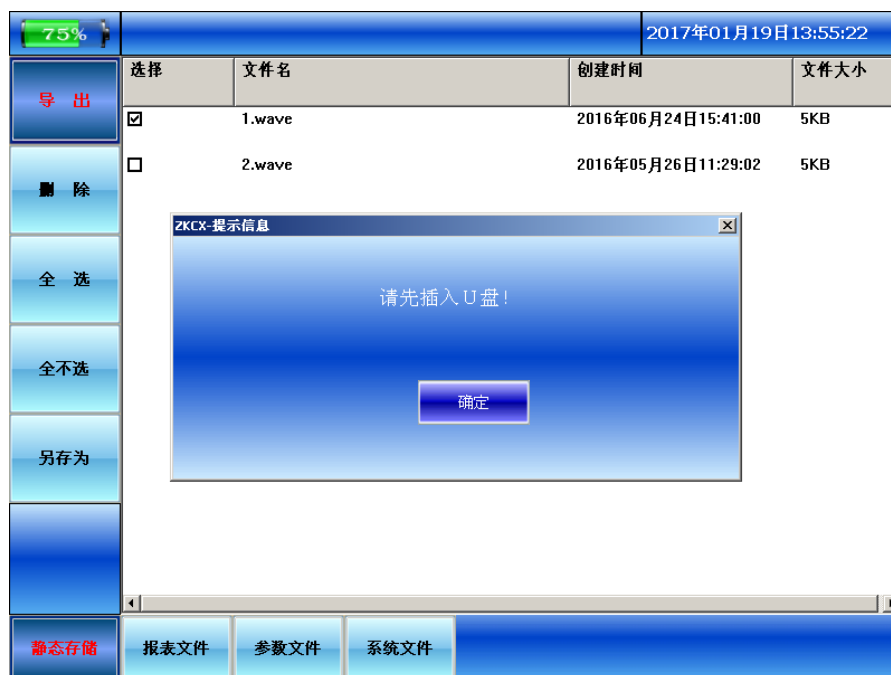 75%
2017年01月19日13:55:22
导 出
选择 文件名 创建时间 文件大小
1.wave 2016年06月24日15:41:00 5KB
删 除
2.wave 2016年05月26日11:29:02 5KB
ZKCX-提示信息
全 选
请先插入U盘!
全不选
确定
另存为
静态存储 报表文件 参数文件 系统文件